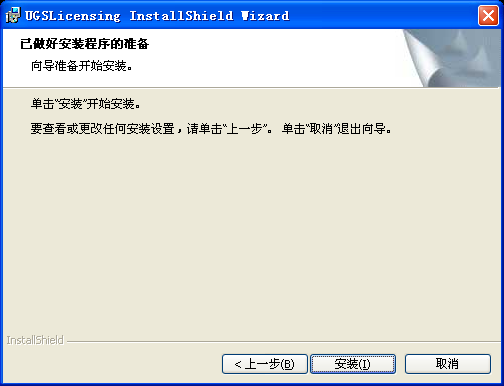 UGSLicensing InstallShield Wizard
已做好安装程序的准备
向导准备开始安装。
单击“安装”开始安装。
要查看或更改任何安装设置，请单击“上一步”。 单击“取消”退出向导。
InstallShield
< 上一步(B)
安装(I)
取消